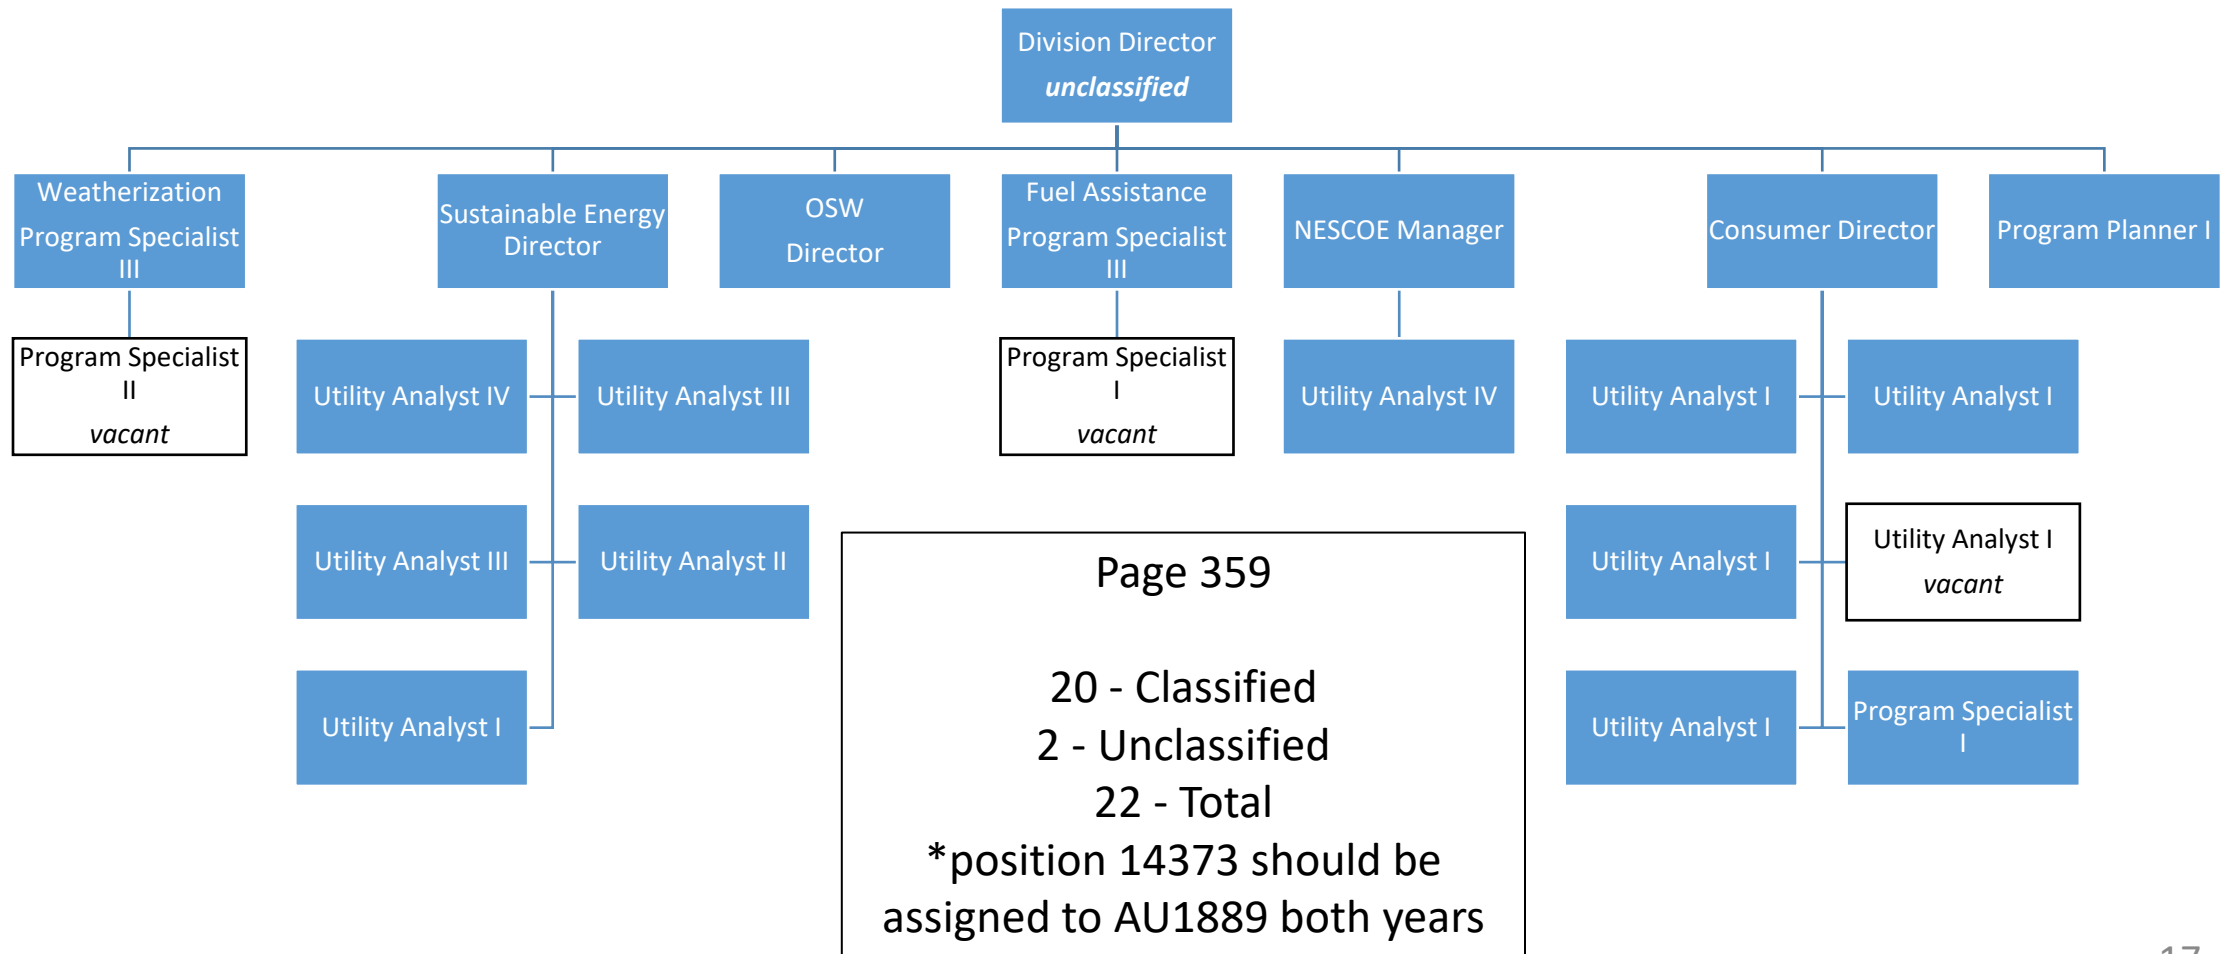 Division Director
unclassified
Weatherization
Program Specialist
III
Sustainable Energy
Director
OSW
Director
Fuel Assistance
Program Specialist
III
NESCOE Manager
Consumer Director
Program Planner I
Program Specialist
II
vacant
Utility Analyst IV
Utility Analyst III
Program Specialist
I
vacant
Utility Analyst IV
Utility Analyst I
Utility Analyst I
Utility Analyst III
Utility Analyst II
Utility Analyst I
Utility Analyst I
vacant
Utility Analyst I
Utility Analyst I
Program Specialist
I
Page 359
20 - Classified
2 - Unclassified
22 - Total
*position 14373 should be
assigned to AU1889 both years
17